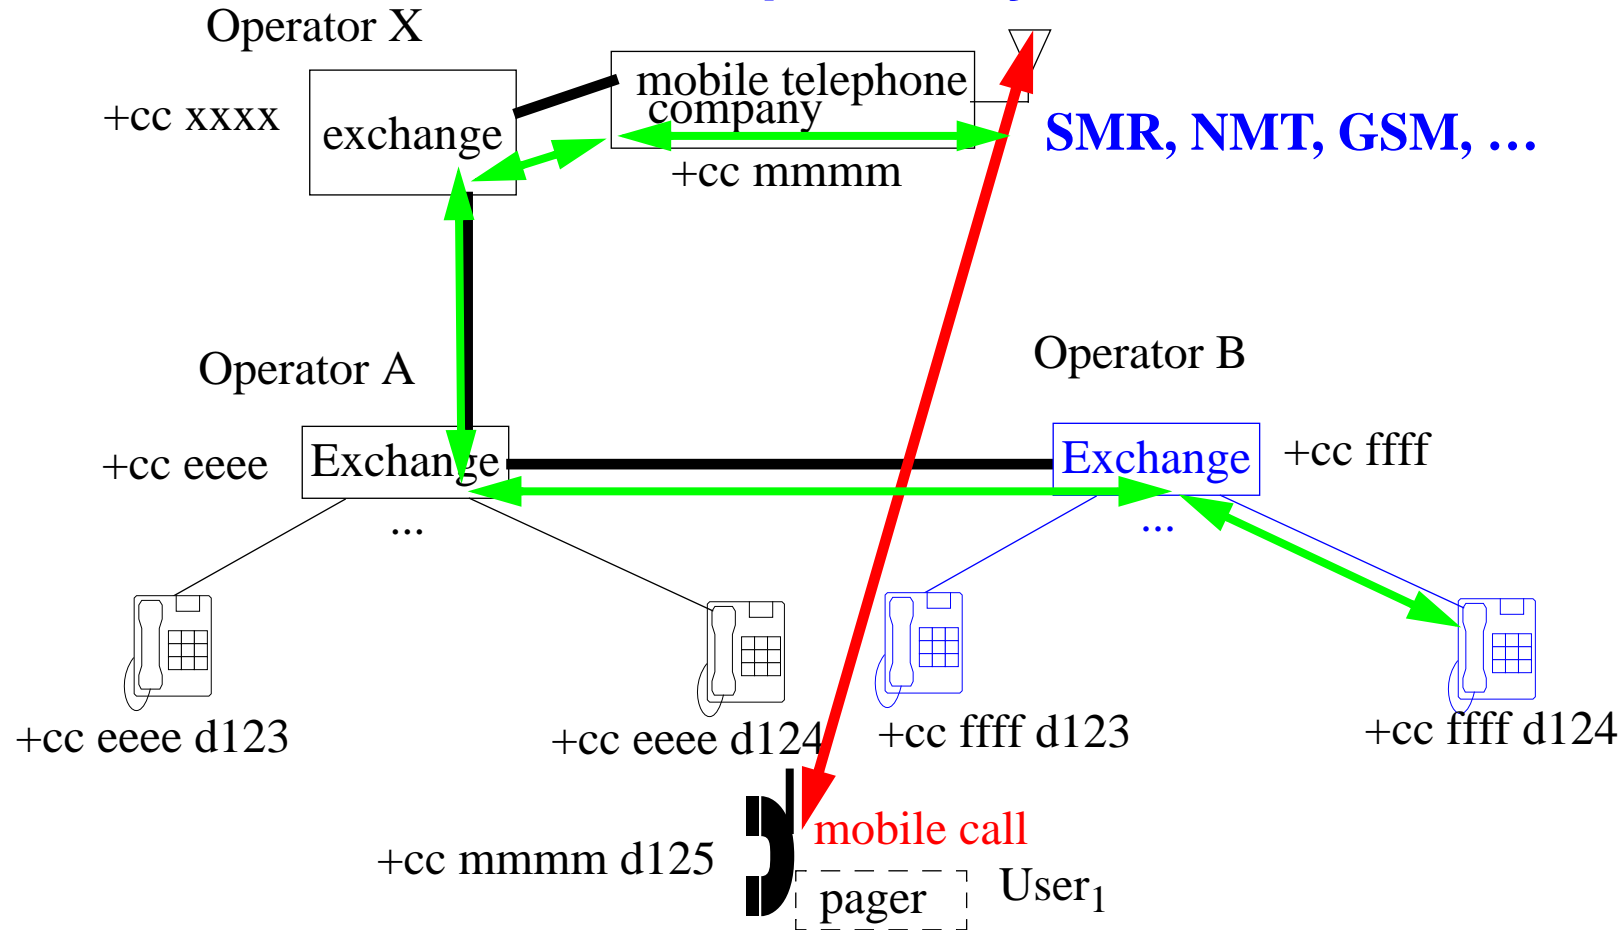 Operator X
mobile telephone
company
+cc xxxx
exchange
SMR, NMT, GSM, …
+cc mmmm
Operator A
Operator B
+cc eeee
Exchange
Exchange
+cc ffff
...
...
+cc eeee d123
+cc eeee d124
+cc ffff d123
+cc ffff d124
mobile call
+cc mmmm d125
pager
User1